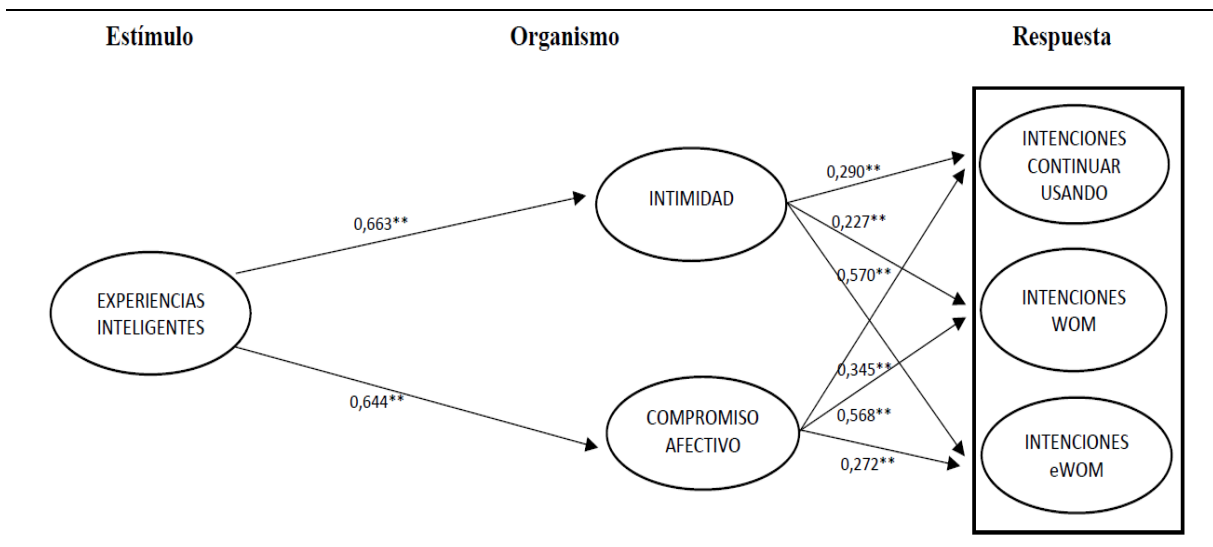 Estímulo
Organismo
Respuesta
EXPERIENCIAS
INTELIGENTES
0,663**
0,644**
INTIMIDAD
COMPROMISO
AFECTIVO
0,290**
0,227**
0,570**
0,345**
0,568**
0,272**
INTENCIONES
CONTINUAR
USANDO
INTENCIONES
WOM
INTENCIONES
eWOM